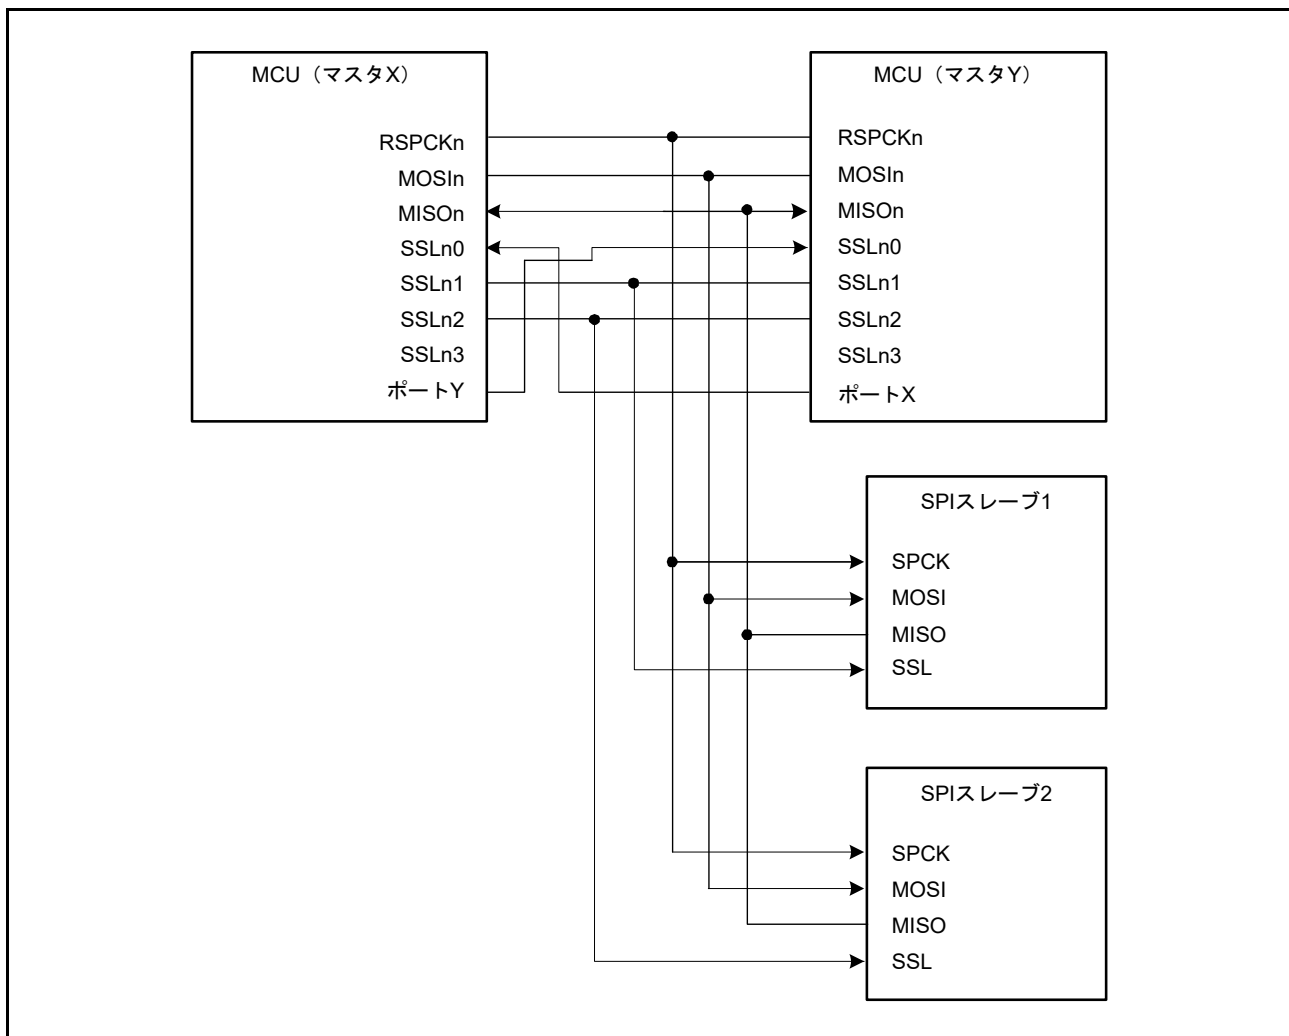 MCU（マスタX）
RSPCKn
MOSIn
MISOn
SSLn0
SSLn1
SSLn2
SSLn3
ポートY
MCU（マスタY）
RSPCKn
MOSIn
MISOn
SSLn0
SSLn1
SSLn2
SSLn3
ポートX
SPIスレーブ1
SPCK
MOSI
MISO
SSL
SPIスレーブ2
SPCK
MOSI
MISO
SSL